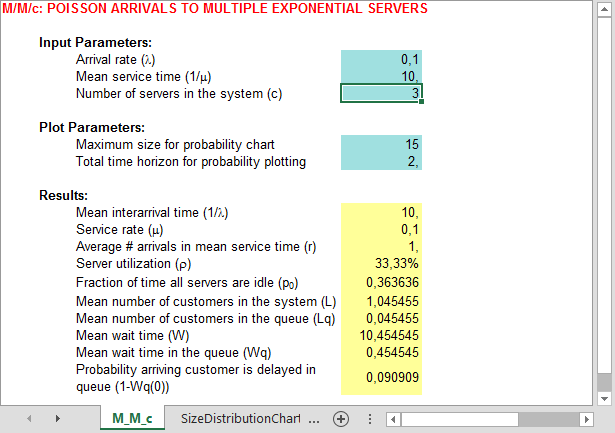 M/M/c: POISSON ARRIVALS TO MULTIPLE EXPONENTIAL SERVERS
Input Parameters:
Arrival rate (λ) 0,1
Mean service time (1/μ) 10,
Number of servers in the system (c) 3
Plot Parameters:
Maximum size for probability chart 15
Total time horizon for probability plotting 2,
Results:
Mean interarrival time (1/λ) 10,
Service rate (μ) 0,1
Average # arrivals in mean service time (r) 1,
Server utilization (ρ) 33,33%
Fraction of time all servers are idle (p₀) 0,363636
Mean number of customers in the system (L) 1,045455
Mean number of customers in the queue (Lq) 0,045455
Mean wait time (W) 10,454545
Mean wait time in the queue (Wq) 0,454545
Probability arriving customer is delayed in
queue (1-Wq(0)) 0,090909
M_M_c SizeDistributionChart ...